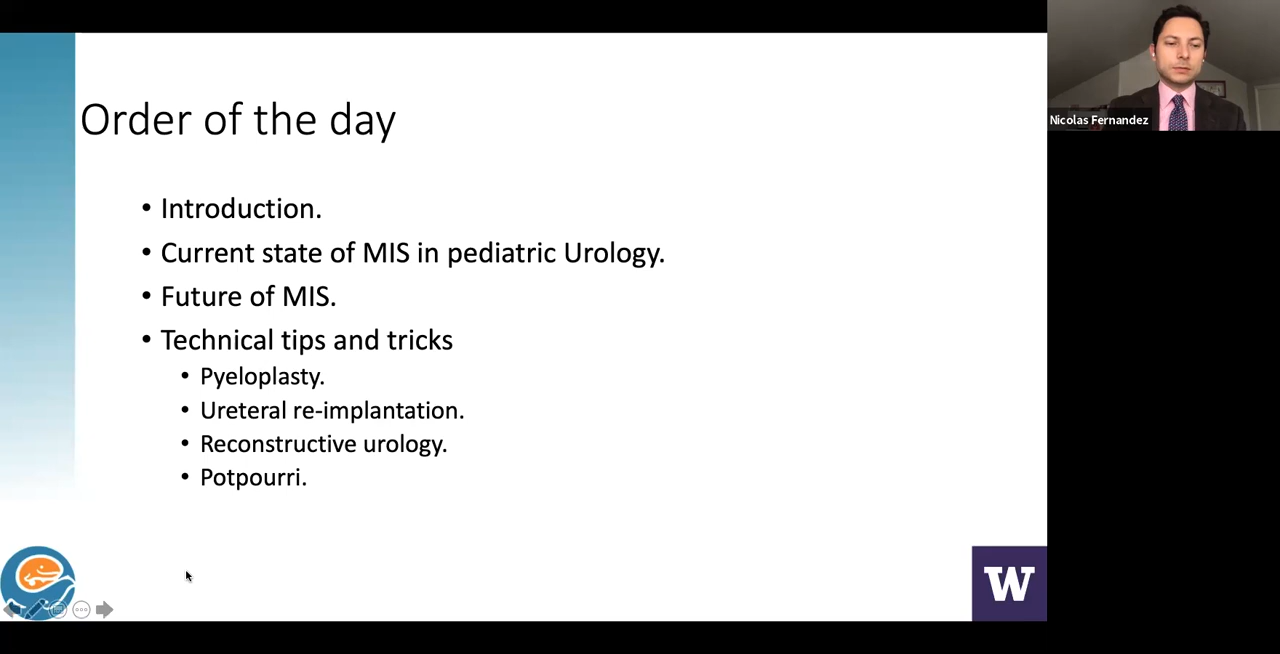 Order of the day
• Introduction.
• Current state of MIS in pediatric Urology.
• Future of MIS.
• Technical tips and tricks
• Pyeloplasty.
• Ureteral re-implantation.
• Reconstructive urology.
• Potpourri.
W
Nicolas Fernandez